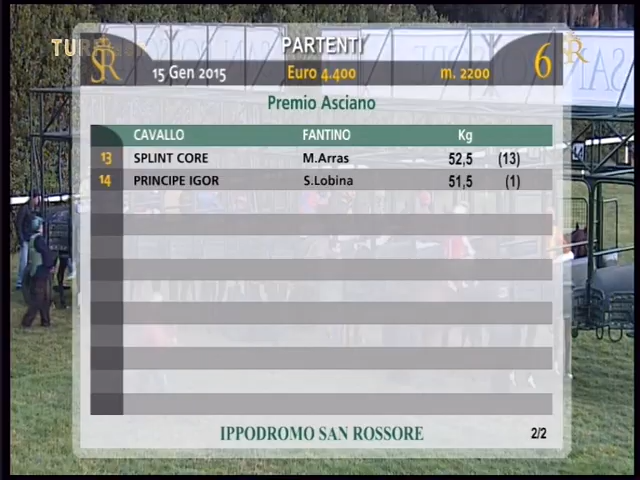 PARTENTI
SR
15 Gen 2015 Euro 4.400 m. 2200
6
Premio Asciano
CAVALLO FANTINO Kg
13 SPLINT CORE M.Arras 52,5 (13)
14 PRINCIPE IGOR S.Lobina 51,5 (1)
IPPODROMO SAN ROSSORE 2/2